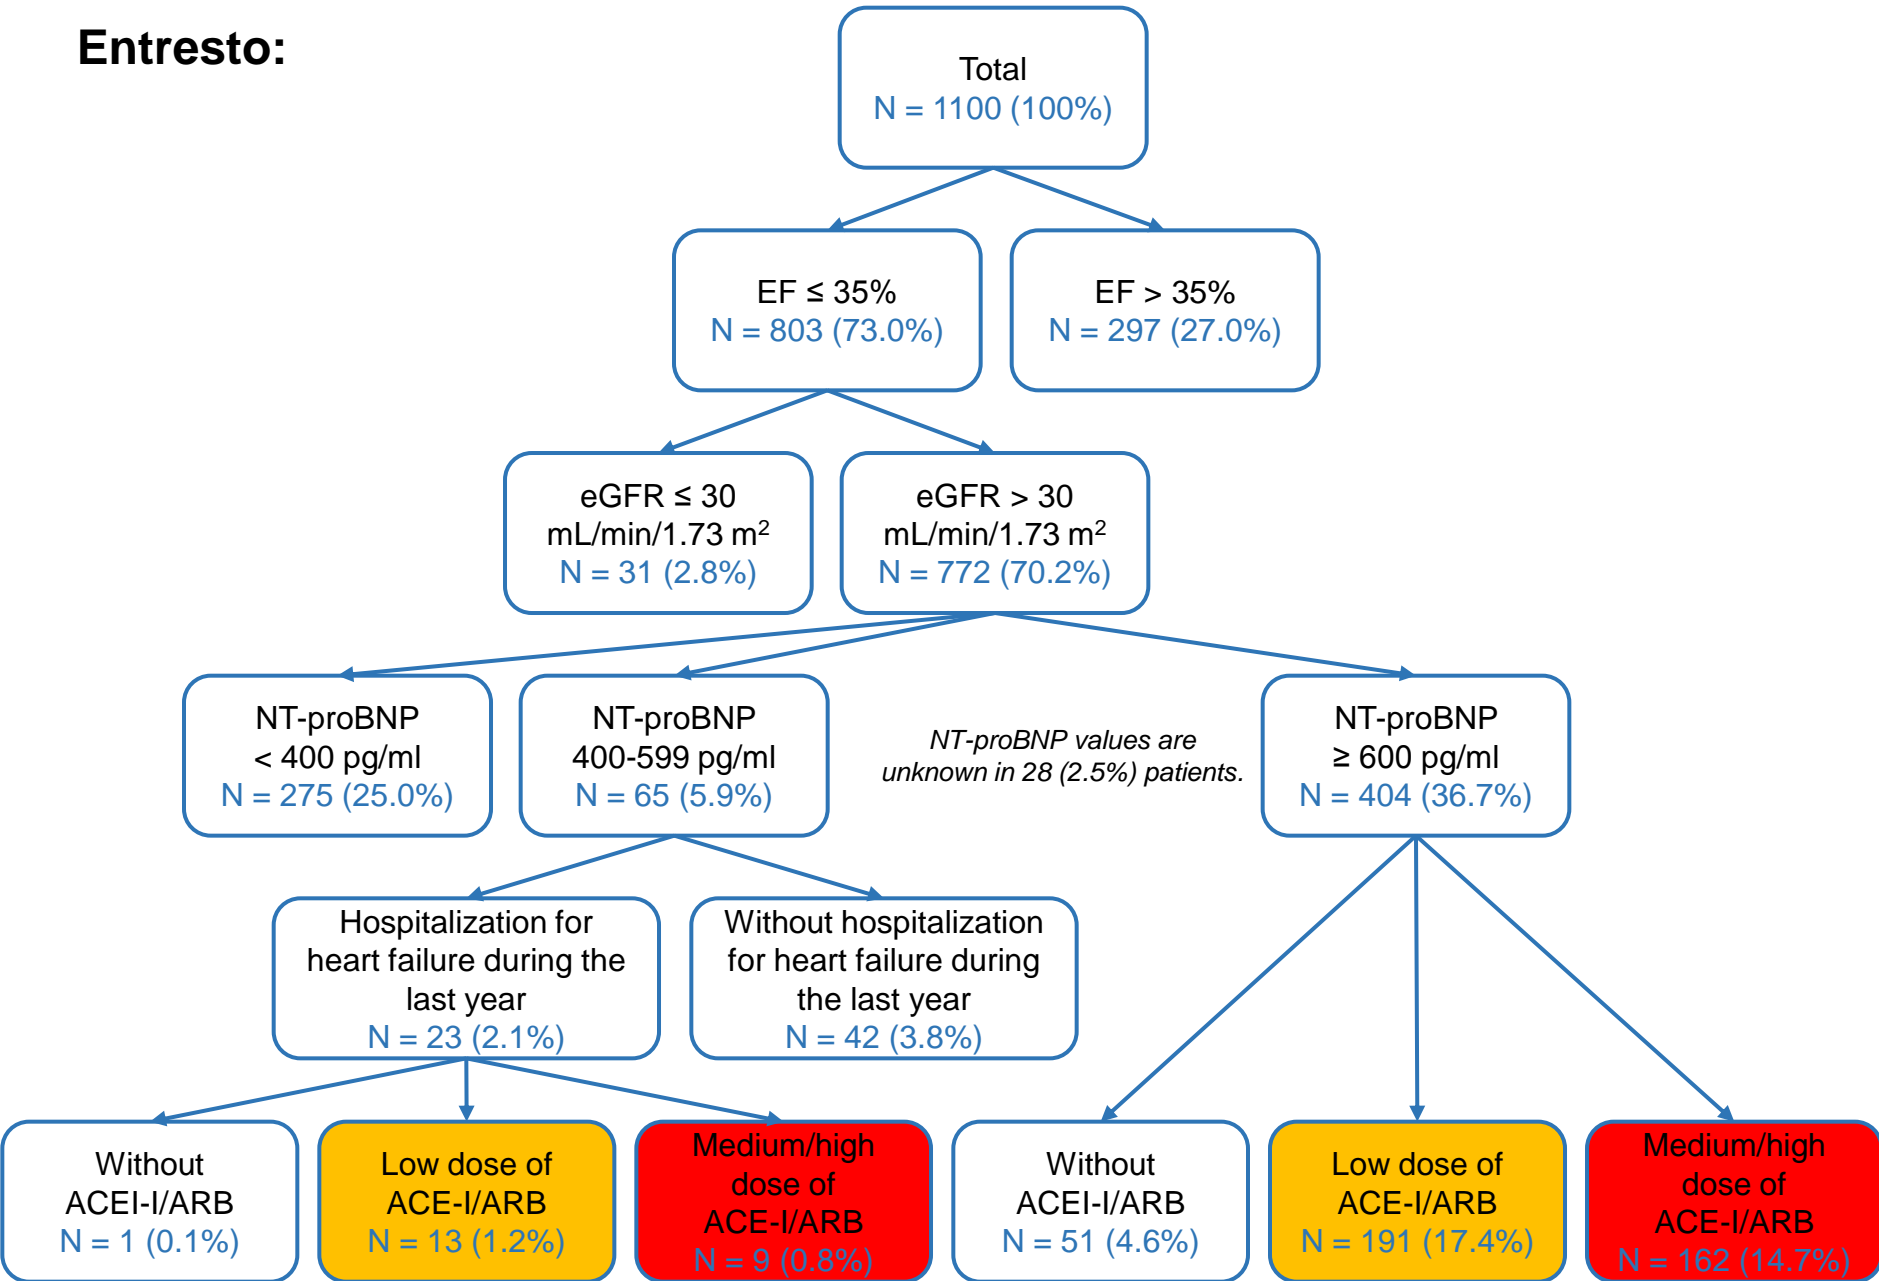 Entresto:
Total
N = 1100 (100%)
EF ≤ 35%
N = 803 (73.0%)
EF > 35%
N = 297 (27.0%)
eGFR ≤ 30
mL/min/1.73 m²
N = 31 (2.8%)
eGFR > 30
mL/min/1.73 m²
N = 772 (70.2%)
NT-proBNP
< 400 pg/ml
N = 275 (25.0%)
NT-proBNP
400-599 pg/ml
N = 65 (5.9%)
NT-proBNP values are
unknown in 28 (2.5%) patients.
NT-proBNP
≥ 600 pg/ml
N = 404 (36.7%)
Hospitalization for
heart failure during the
last year
N = 23 (2.1%)
Without hospitalization
for heart failure during
the last year
N = 42 (3.8%)
Without
ACEI-I/ARB
N = 1 (0.1%)
Low dose of
ACE-I/ARB
N = 13 (1.2%)
Medium/high
dose of
ACE-I/ARB
N = 9 (0.8%)
Without
ACEI-I/ARB
N = 51 (4.6%)
Low dose of
ACE-I/ARB
N = 191 (17.4%)
Medium/high
dose of
ACE-I/ARB
N = 162 (14.7%)